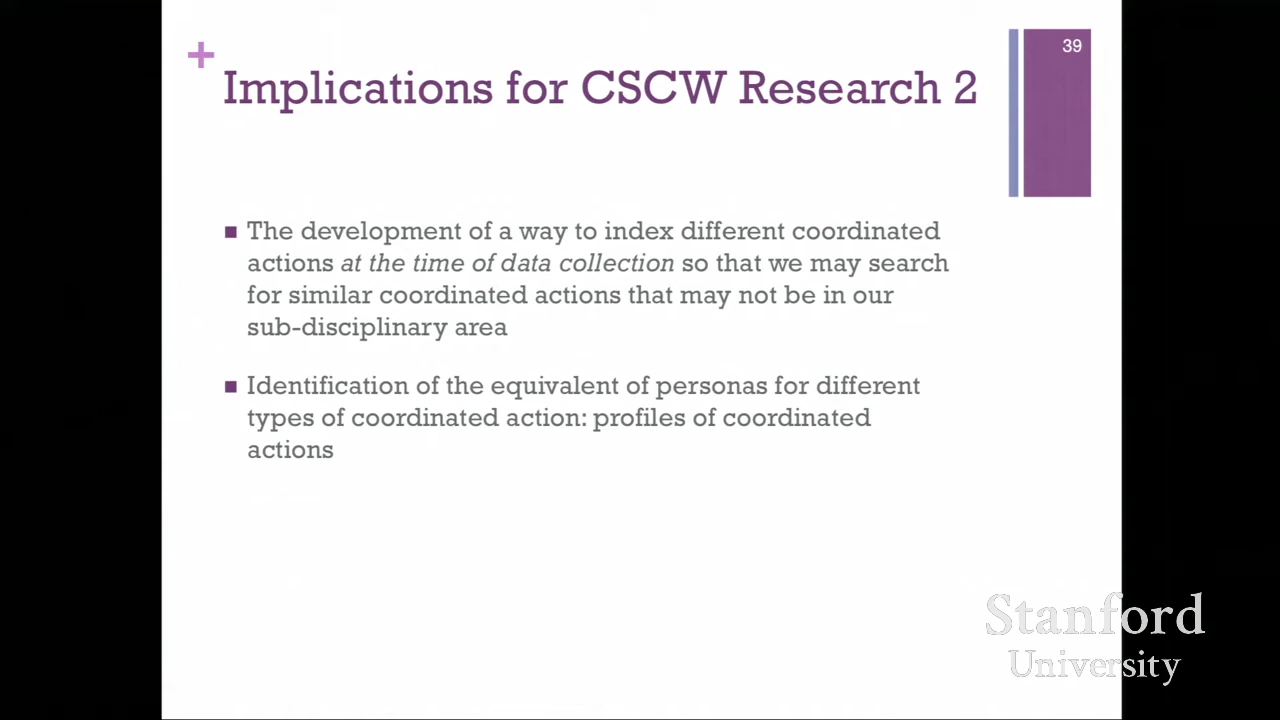 +
39
Implications for CSCW Research 2
■ The development of a way to index different coordinated
actions at the time of data collection so that we may search
for similar coordinated actions that may not be in our
sub-disciplinary area
■ Identification of the equivalent of personas for different
types of coordinated action: profiles of coordinated
actions
Stanford
University